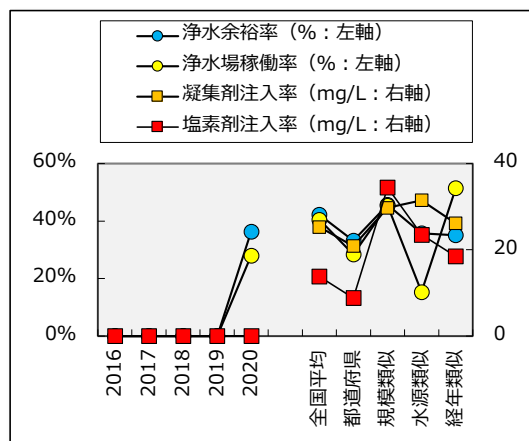 浄水余裕率（%：左軸）
浄水場稼働率（%：左軸）
凝集剤注入率（mg/L：右軸）
塩素剤注入率（mg/L：右軸）
60%
40%
20%
0%
40
20
0
2016
2017
2018
2019
2020
全国平均
都道府県
規模類似
水源類似
経年類似